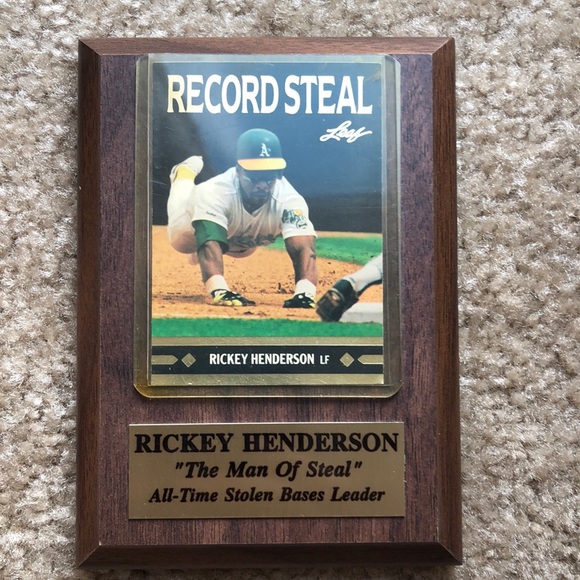 RECORD STEAL
Leaf
A's
RICKEY HENDERSON LF
RICKEY HENDERSON
"The Man Of Steal"
All-Time Stolen Bases Leader